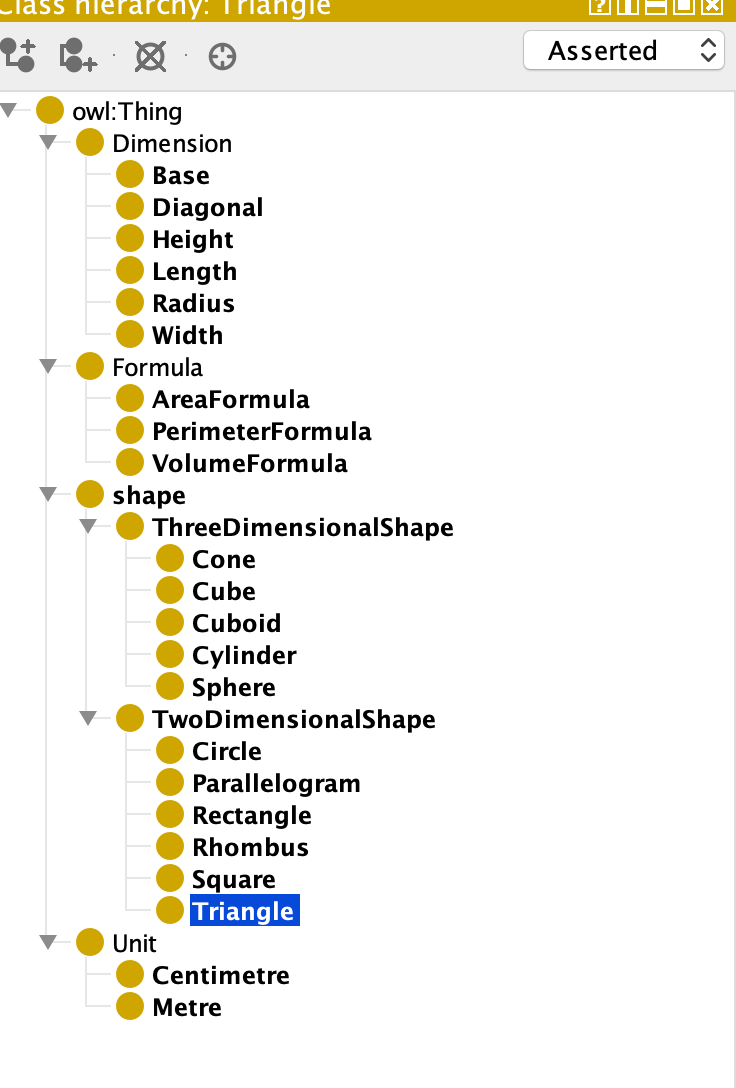 Class hierarchy: Triangle
Asserted
owl:Thing
Dimension
Base
Diagonal
Height
Length
Radius
Width
Formula
AreaFormula
PerimeterFormula
VolumeFormula
shape
ThreeDimensionalShape
Cone
Cube
Cuboid
Cylinder
Sphere
TwoDimensionalShape
Circle
Parallelogram
Rectangle
Rhombus
Square
Triangle
Unit
Centimetre
Metre